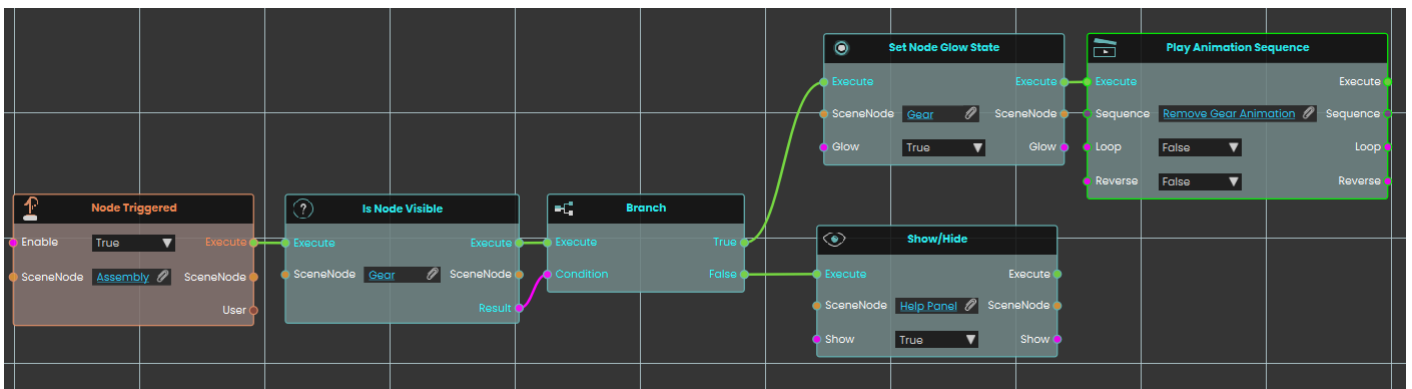 Node Triggered
Enable True Execute
SceneNode Assembly SceneNode
User
Is Node Visible
Execute Execute
SceneNode Gear SceneNode
Result
Branch
Execute True
Condition False
Set Node Glow State
Execute Execute
SceneNode Gear SceneNode
Glow True Glow
Play Animation Sequence
Execute Execute
Sequence Remove Gear Animation Sequence
Loop False Loop
Reverse False Reverse
Show/Hide
Execute Execute
SceneNode Help Panel SceneNode
Show True Show